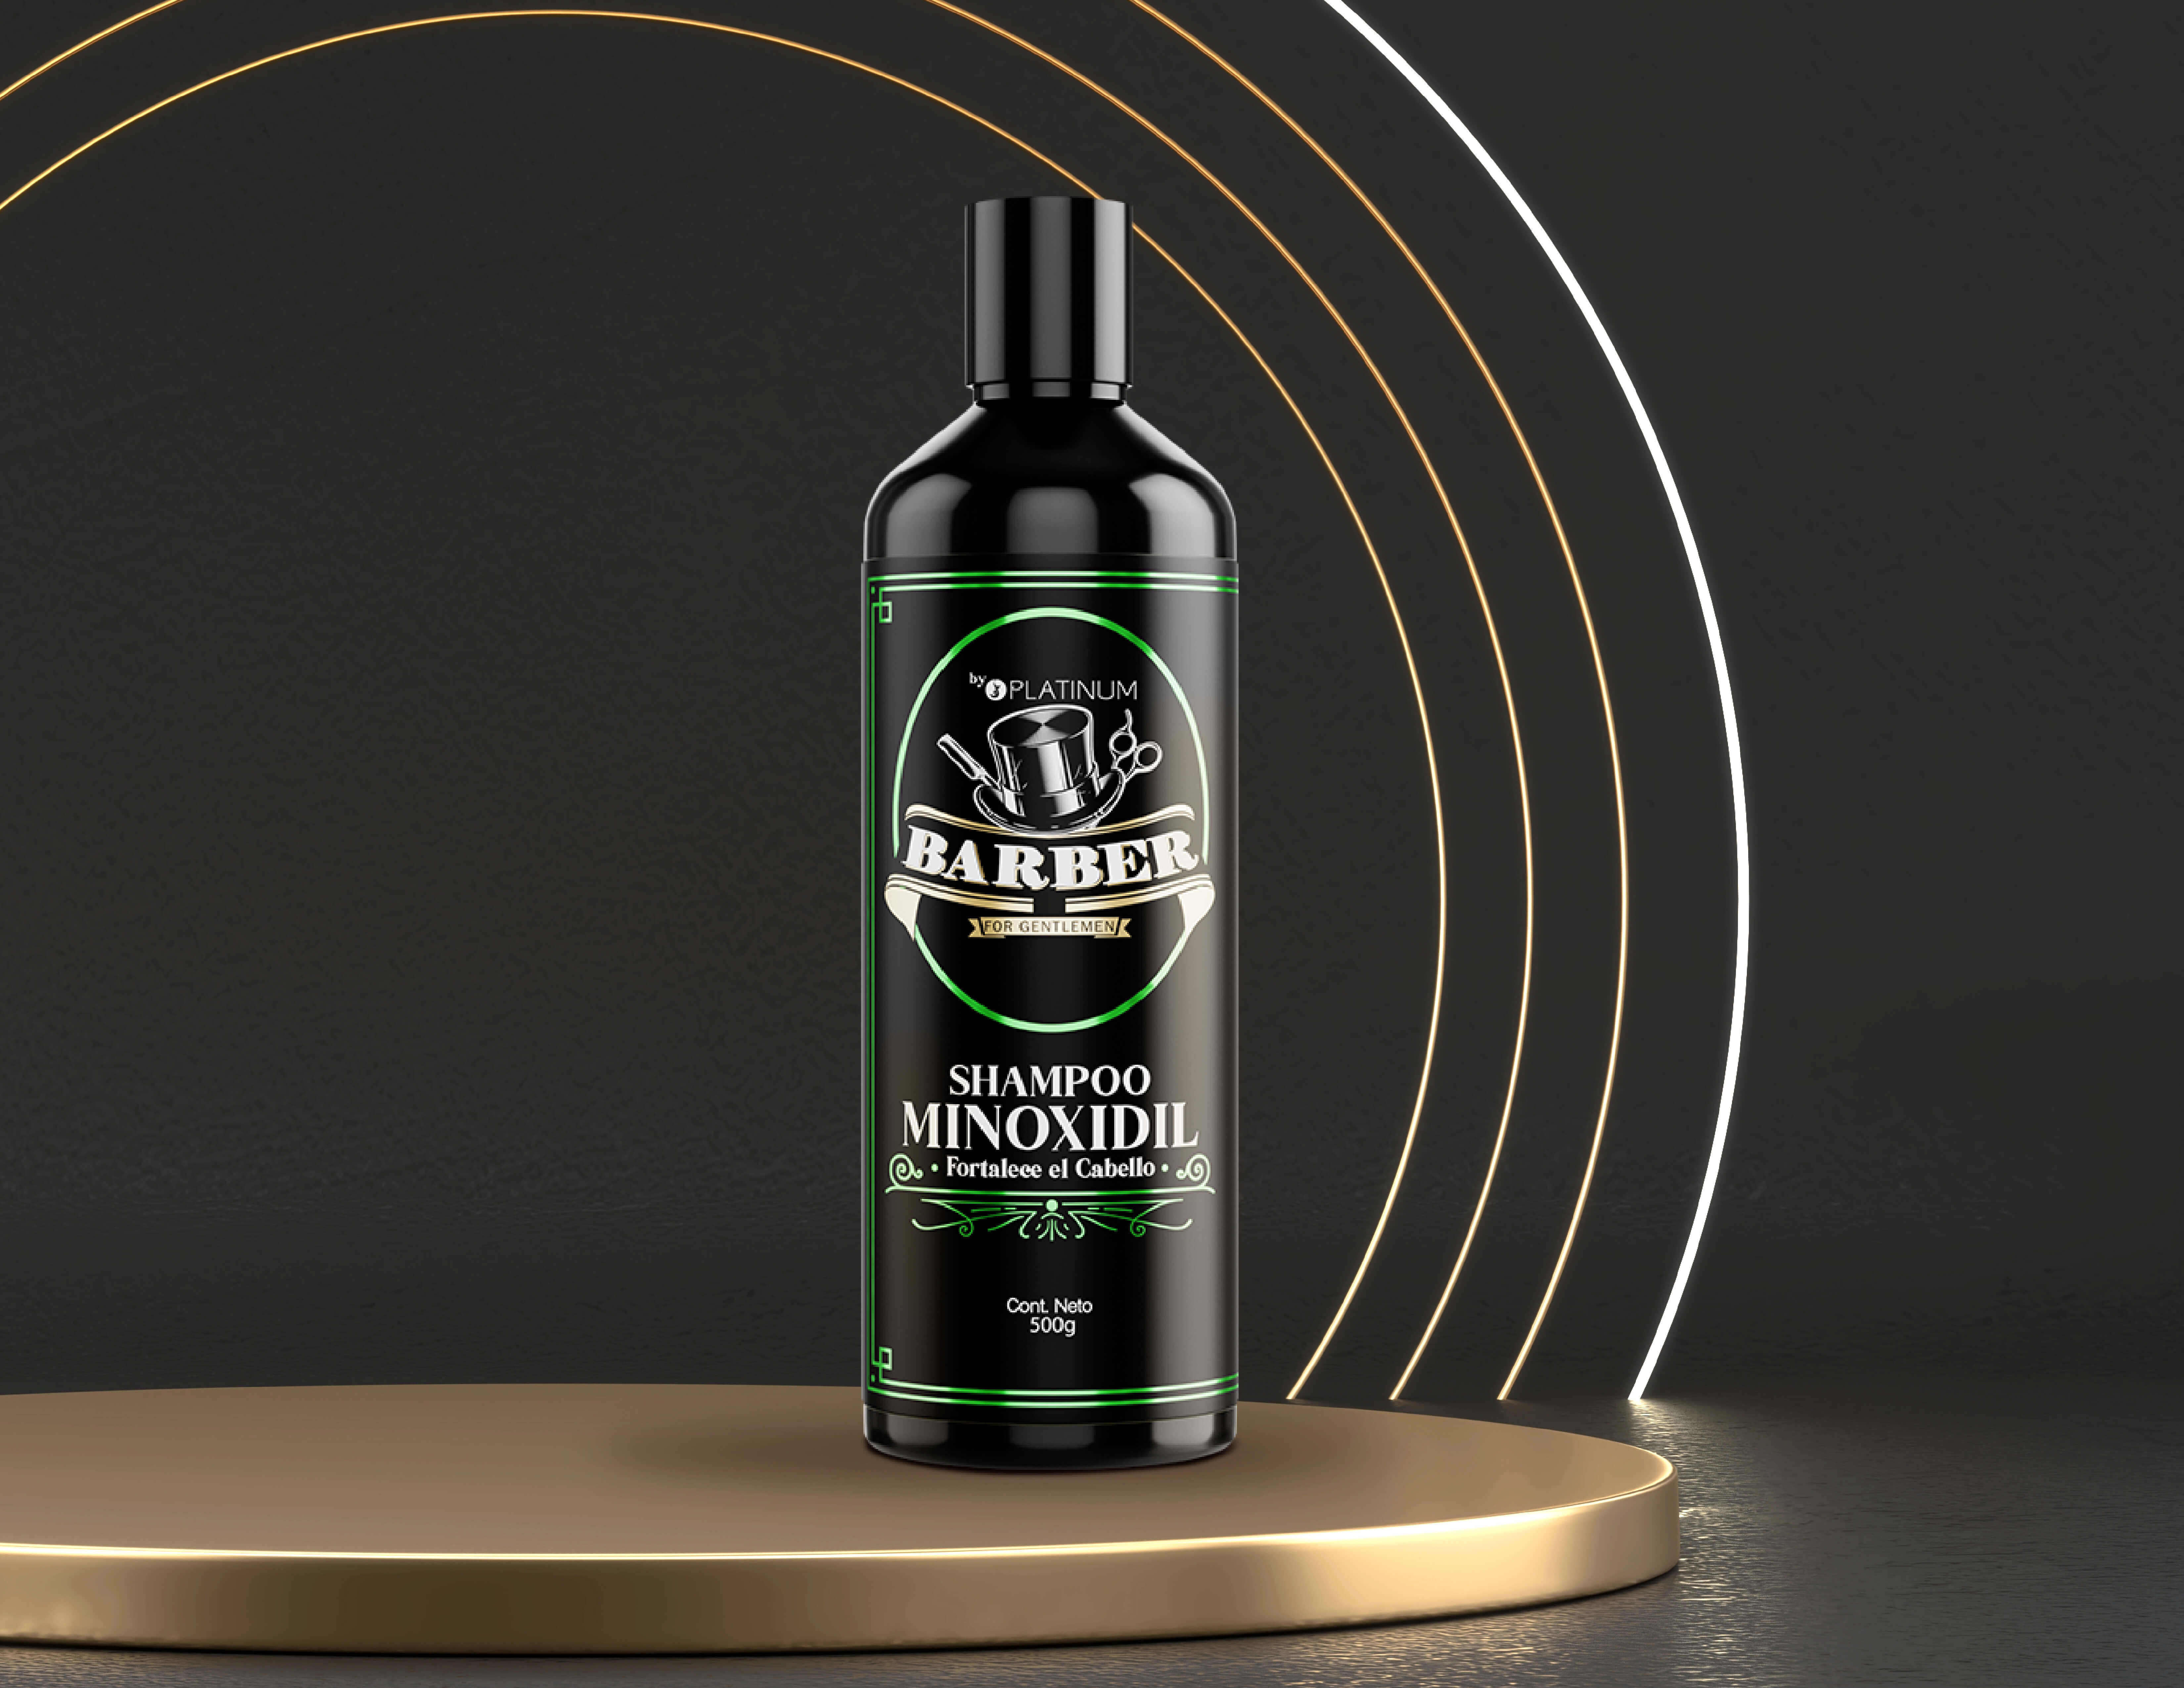 by PLATINUM
BARBER
FOR GENTLEMEN
SHAMPOO
MINOXIDIL
• Fortalece el Cabello •
Cont. Neto
500g